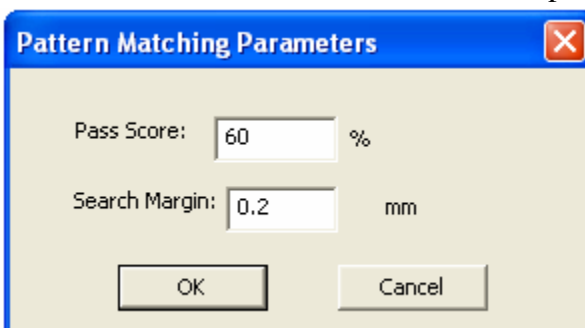 Pattern Matching Parameters
Pass Score: 60 %
Search Margin: 0.2 mm
OK Cancel